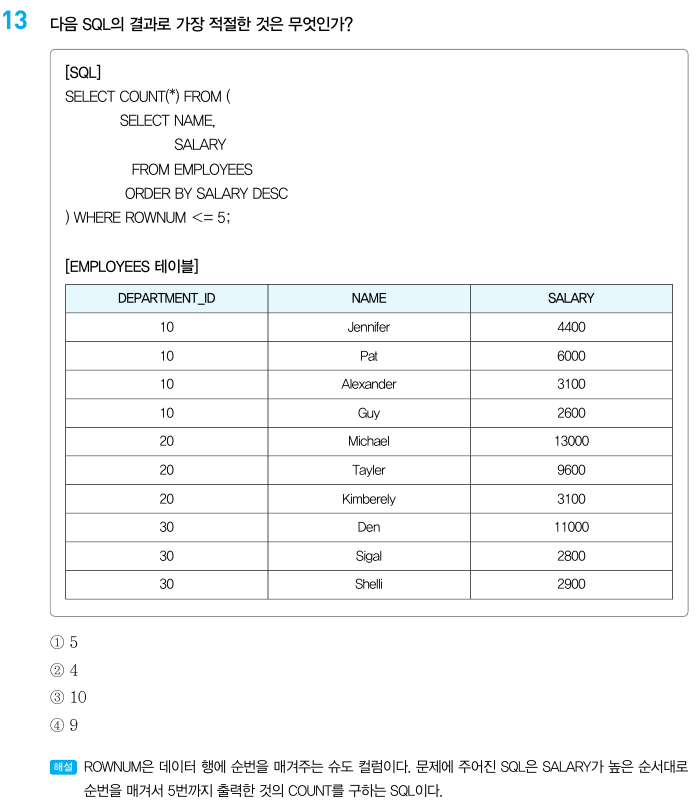 13 다음 SQL의 결과로 가장 적절한 것은 무엇인가?
[SQL]
SELECT COUNT(*) FROM (
SELECT NAME,
SALARY
FROM EMPLOYEES
ORDER BY SALARY DESC
) WHERE ROWNUM <= 5;
[EMPLOYEES 테이블]
DEPARTMENT_ID NAME SALARY
10 Jennifer 4400
10 Pat 6000
10 Alexander 3100
10 Guy 2600
20 Michael 13000
20 Tayler 9600
20 Kimberely 3100
30 Den 11000
30 Sigal 2800
30 Shelli 2900
① 5
② 4
③ 10
④ 9
해설 ROWNUM은 데이터 행에 순번을 매겨주는 슈도 컬럼이다. 문제에 주어진 SQL은 SALARY가 높은 순서대로
순번을 매겨서 5번까지 출력한 것의 COUNT를 구하는 SQL이다.